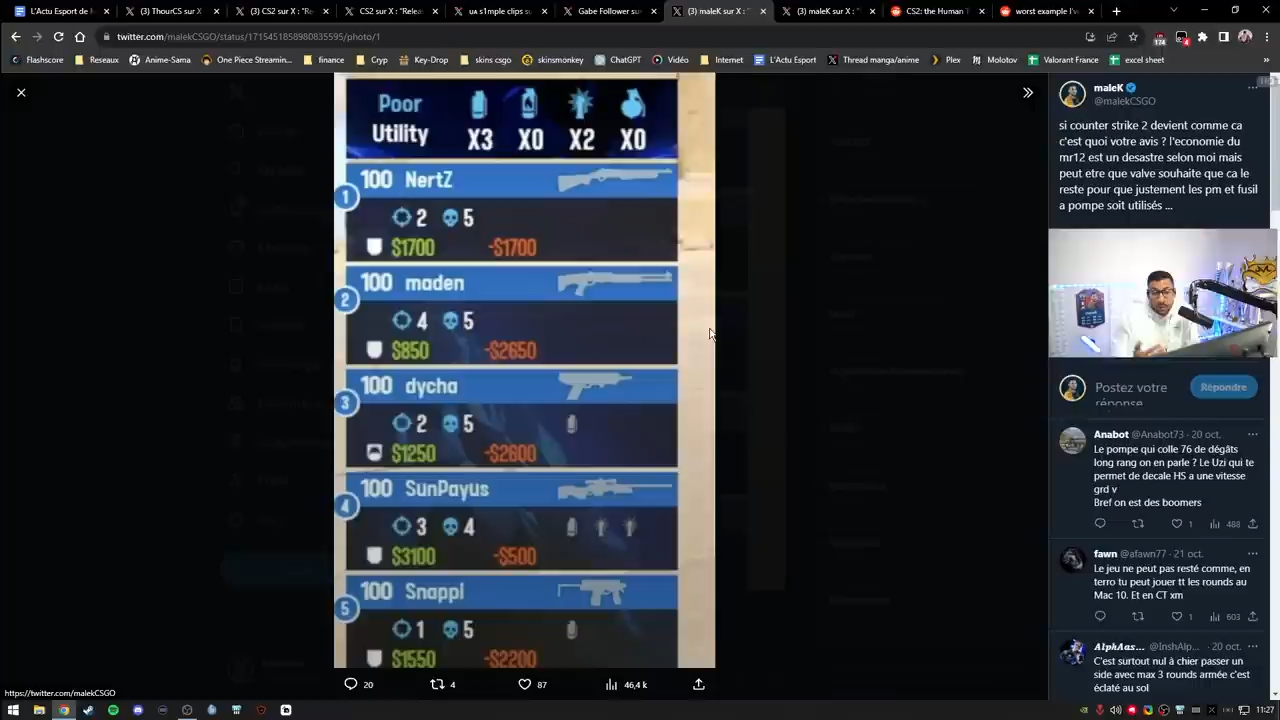 L'Actu Esport du
(3) ThourCS sur X
(3) CS2 sur X : "Re
CS2 sur X : "Relea
ua s1mple clips su
Gabe Follower sur
(3) maleK sur X : "
(3) maleK sur X : "
CS2: the Human T
worst example I'v
twitter.com/malekCSGO/status/1715451858980835595/photo/1
Flashscore
Reseaux
Anime-Sama
One Piece Streamin...
finance
Cryp
Key-Drop
skins csgo
skinsmonkey
ChatGPT
L'Actu Esport
Thread manga/anime
Vidéo
Internet
Plex
Molotov
Valorant France
excel sheet
Poor
Utility
X3 X0 X2 X0
1
100 NertZ
2 5
$1700 -$1700
2
100 maden
4 5
$850 -$2650
3
100 dycha
2 5
$1250 -$2600
4
100 SunPayus
3 4
$3100 -$500
5
100 SnappI
1 5
$1550 -$2200
20
4
87
46,4 k
maleK
@malekCSGO
si counter strike 2 devient comme ca
c'est quoi votre avis ? l'economie du
mr12 est un desastre selon moi mais
peut etre que valve souhaite que ca le
reste pour que justement les pm et fusil
a pompe soit utilisés ...
Postez votre
réponse
Répondre
Anabot @Anabot73 · 20 oct.
Le pompe qui colle 76 de dégâts
long rang on en parle ? Le Uzi qui te
permet de decale HS a une vitesse
grd v
Bref on est des boomers
1
488
fawn @afawn77 · 21 oct.
Le jeu ne peut pas resté comme, en
terro tu peut jouer tt les rounds au
Mac 10. Et en CT xm
1
603
AlphAas... @InshAlp... · 20 oct.
C'est surtout nul à chier passer un
side avec max 3 rounds armée c'est
éclaté au sol
https://twitter.com/malekCSGO
11:27